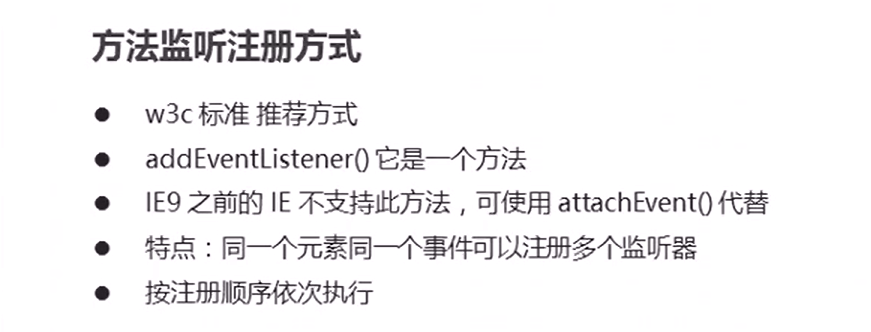 方法监听注册方式
● w3c 标准 推荐方式
● addEventListener() 它是一个方法
● IE9 之前的 IE 不支持此方法，可使用 attachEvent() 代替
● 特点：同一个元素同一个事件可以注册多个监听器
● 按注册顺序依次执行